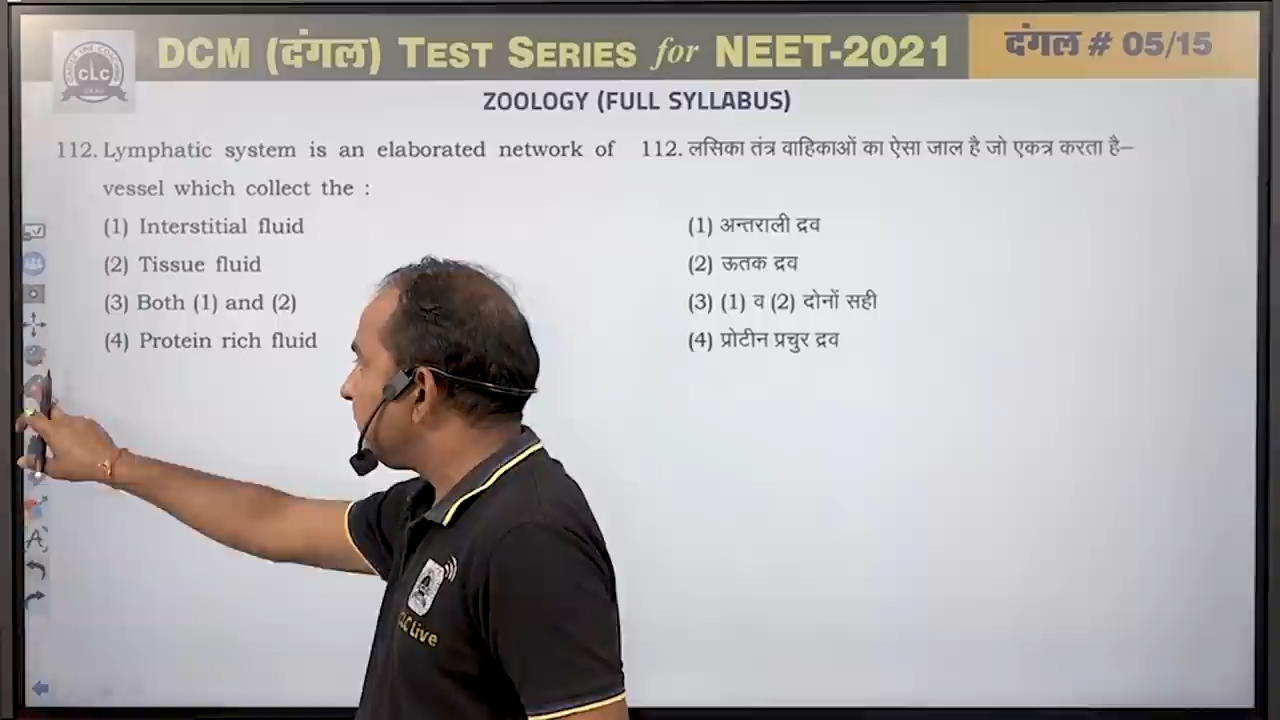 DCM (दंगल) TEST SERIES for NEET-2021
दंगल # 05/15
CLC
ZOOLOGY (FULL SYLLABUS)
112. Lymphatic system is an elaborated network of
vessel which collect the :
(1) Interstitial fluid
(2) Tissue fluid
(3) Both (1) and (2)
(4) Protein rich fluid
112. लसिका तंत्र वाहिकाओं का ऐसा जाल है जो एकत्र करता है–
(1) अन्तराली द्रव
(2) ऊतक द्रव
(3) (1) व (2) दोनों सही
(4) प्रोटीन प्रचुर द्रव
CLC Live